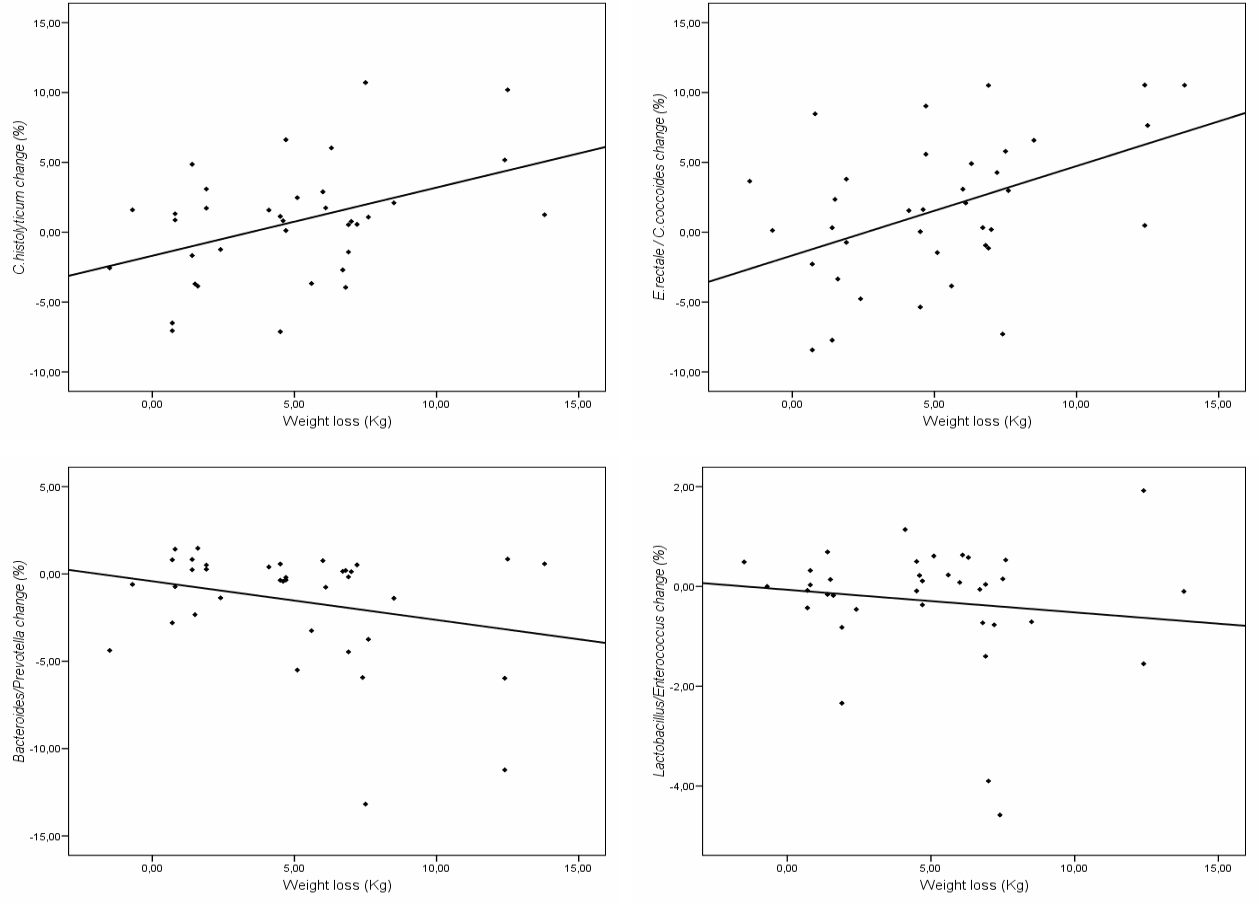 15,00
10,00
5,00
0,00
-5,00
-10,00
C.histolyticum change (%)
0,00 5,00 10,00 15,00
Weight loss (Kg)
15,00
10,00
5,00
0,00
-5,00
-10,00
E.rectale / C.coccoides change (%)
0,00 5,00 10,00 15,00
Weight loss (Kg)
5,00
0,00
-5,00
-10,00
-15,00
Bacteroides/Prevotella change (%)
0,00 5,00 10,00 15,00
Weight loss (Kg)
2,00
0,00
-2,00
-4,00
Lactobacillus/Enterococcus change (%)
0,00 5,00 10,00 15,00
Weight loss (Kg)